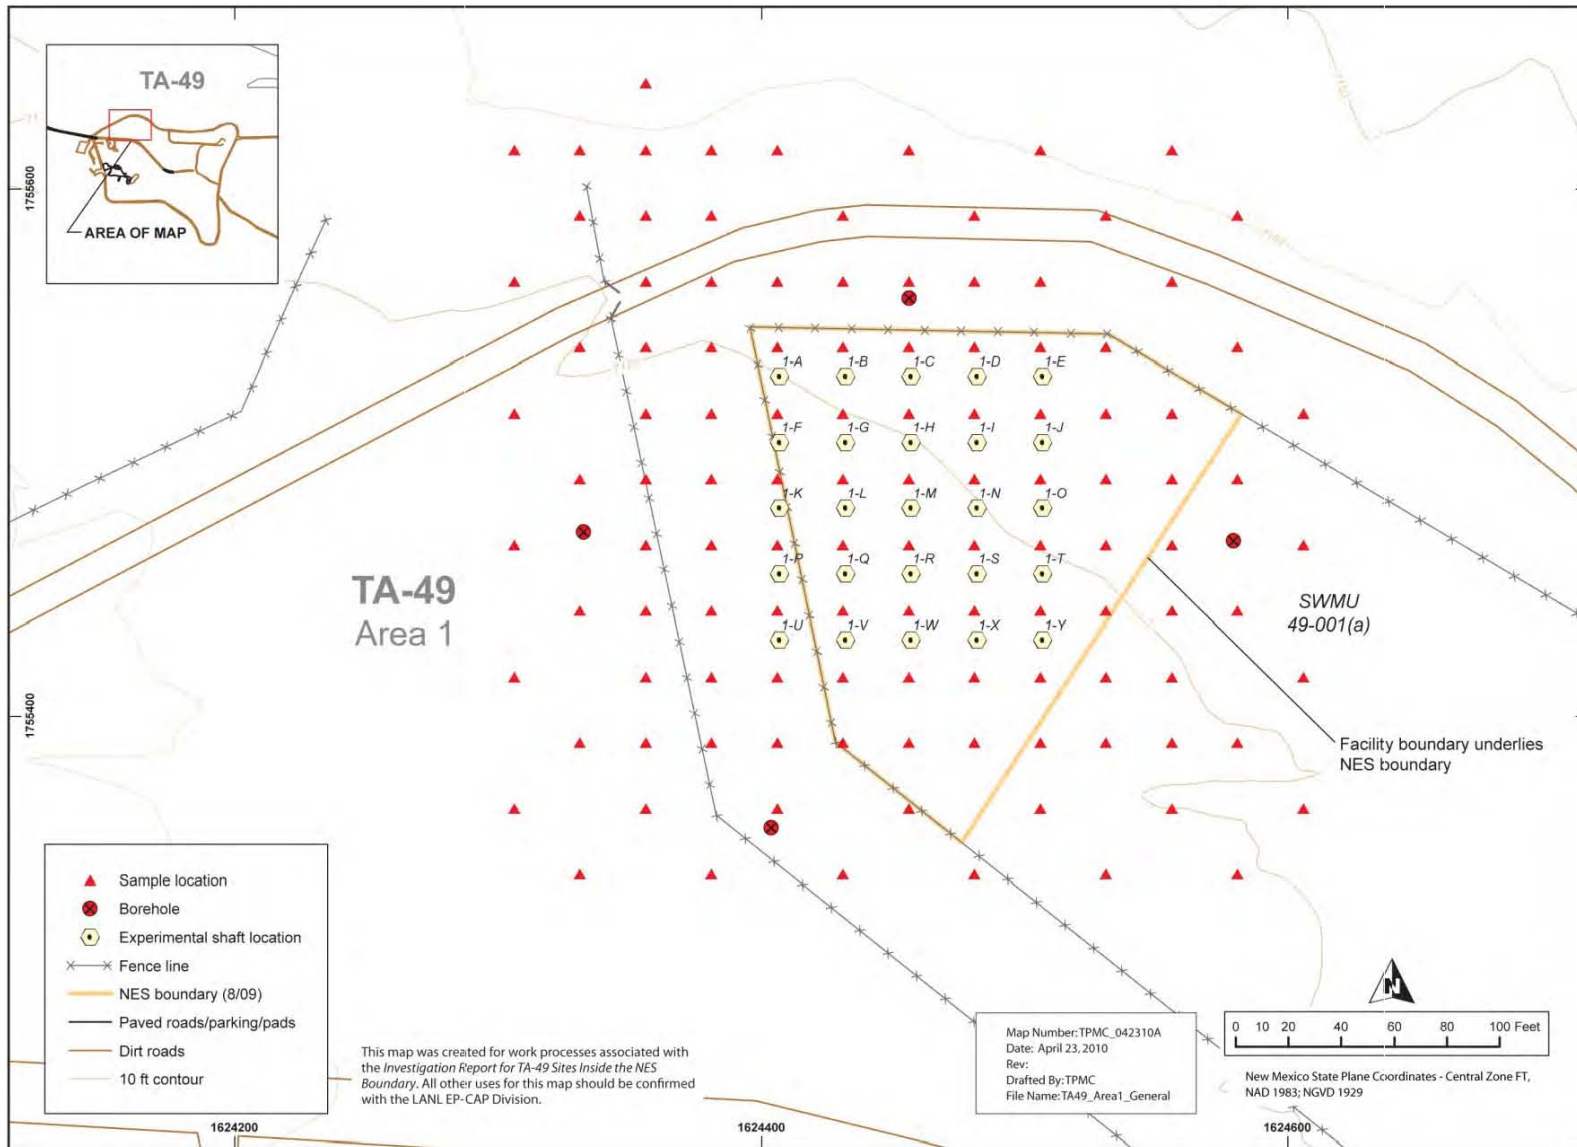 TA-49
AREA OF MAP
1755600
1-A 1-B 1-C 1-D 1-E
1-F 1-G 1-H 1-I 1-J
1-K 1-L 1-M 1-N 1-O
1-P 1-Q 1-R 1-S 1-T
TA-49
Area 1
SWMU
49-001(a)
1-U 1-V 1-W 1-X 1-Y
1755400
Facility boundary underlies
NES boundary
Sample location
Borehole
Experimental shaft location
Fence line
NES boundary (8/09)
Paved roads/parking/pads
Dirt roads
10 ft contour
This map was created for work processes associated with
the Investigation Report for TA-49 Sites Inside the NES
Boundary. All other uses for this map should be confirmed
with the LANL EP-CAP Division.
Map Number:TPMC_042310A
Date: April 23, 2010
Rev:
Drafted By:TPMC
File Name:TA49_Area1_General
N
0 10 20 40 60 80 100 Feet
New Mexico State Plane Coordinates - Central Zone FT,
NAD 1983; NGVD 1929
1624200 1624400 1624600